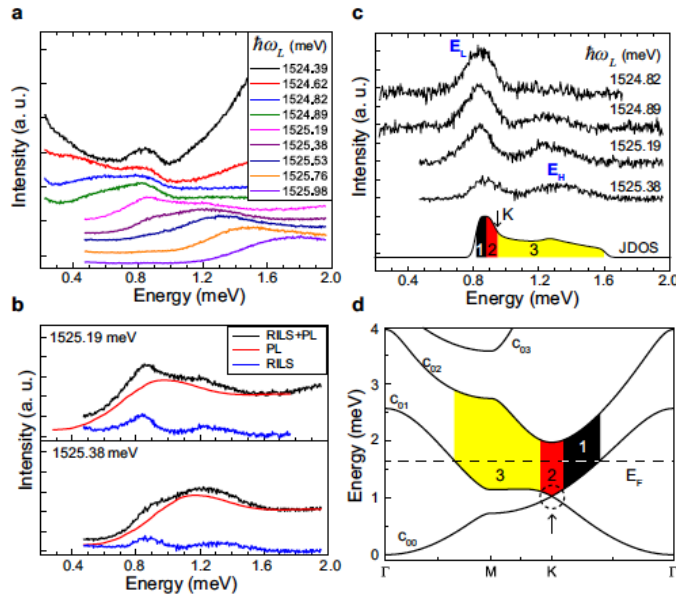 a
Intensity (a. u.)
ħω_L (meV)
1524.39
1524.62
1524.82
1524.89
1525.19
1525.38
1525.53
1525.76
1525.98
0.4 0.8 1.2 1.6 2.0
Energy (meV)
b
Intensity (a. u.)
1525.19 meV
RILS+PL
PL
RILS
1525.38 meV
0.4 0.8 1.2 1.6 2.0
Energy (meV)
c
Intensity (a. u.)
E_L
ħω_L (meV)
1524.82
1524.89
1525.19
E_H
1525.38
K
1 2 3
JDOS
0.4 0.8 1.2 1.6 2.0
Energy (meV)
d
Energy (meV)
4
3
2
1
0
c_03
c_02
c_01
c_00
3 2 1
E_F
Γ M K Γ